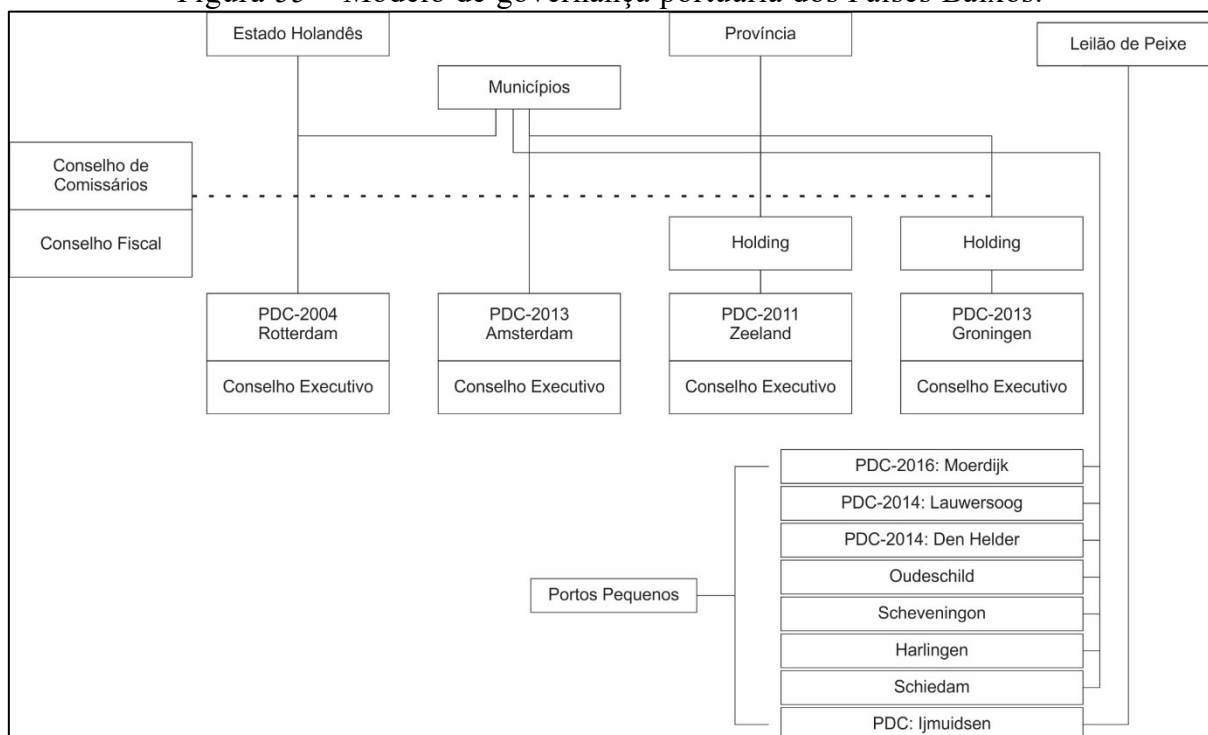 Figura 33 – Modelo de governança portuária dos Países Baixos.
Estado Holandês
Província
Leilão de Peixe
Municípios
Conselho de
Comissários
Conselho Fiscal
Holding
Holding
PDC-2004
Rotterdam
PDC-2013
Amsterdam
PDC-2011
Zeeland
PDC-2013
Groningen
Conselho Executivo
Conselho Executivo
Conselho Executivo
Conselho Executivo
PDC-2016: Moerdijk
PDC-2014: Lauwersoog
PDC-2014: Den Helder
Oudeschild
Portos Pequenos
Scheveningon
Harlingen
Schiedam
PDC: Ijmuidsen